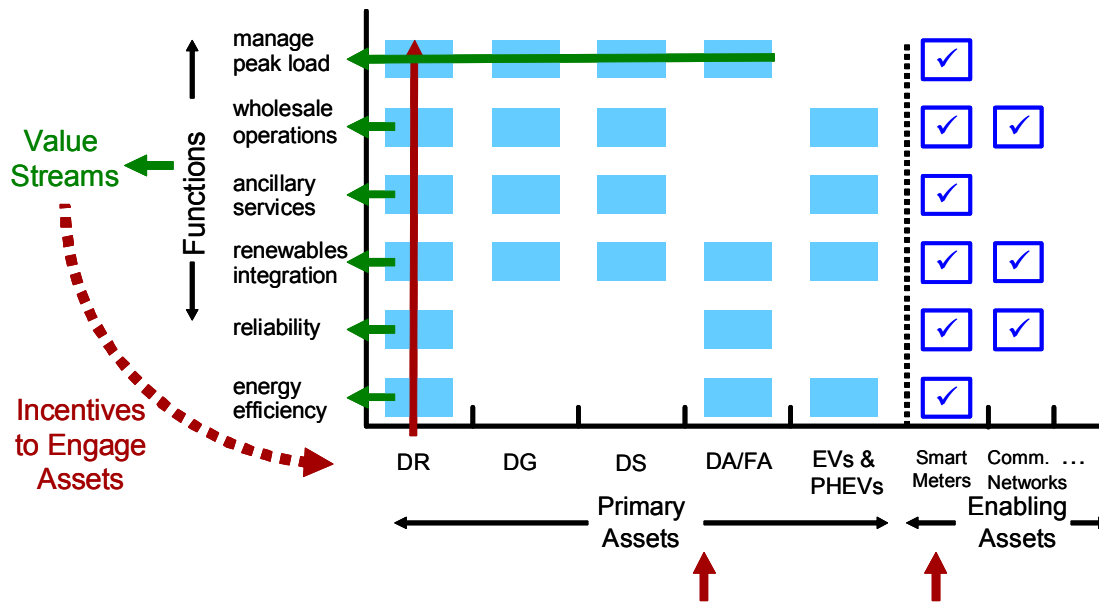 manage
peak load
wholesale
operations
ancillary
services
renewables
integration
reliability
energy
efficiency
Functions
Value
Streams
Incentives
to Engage
Assets
DR
DG
DS
DA/FA
EVs &
PHEVs
Smart
Meters
Comm.
Networks
...
Primary
Assets
Enabling
Assets